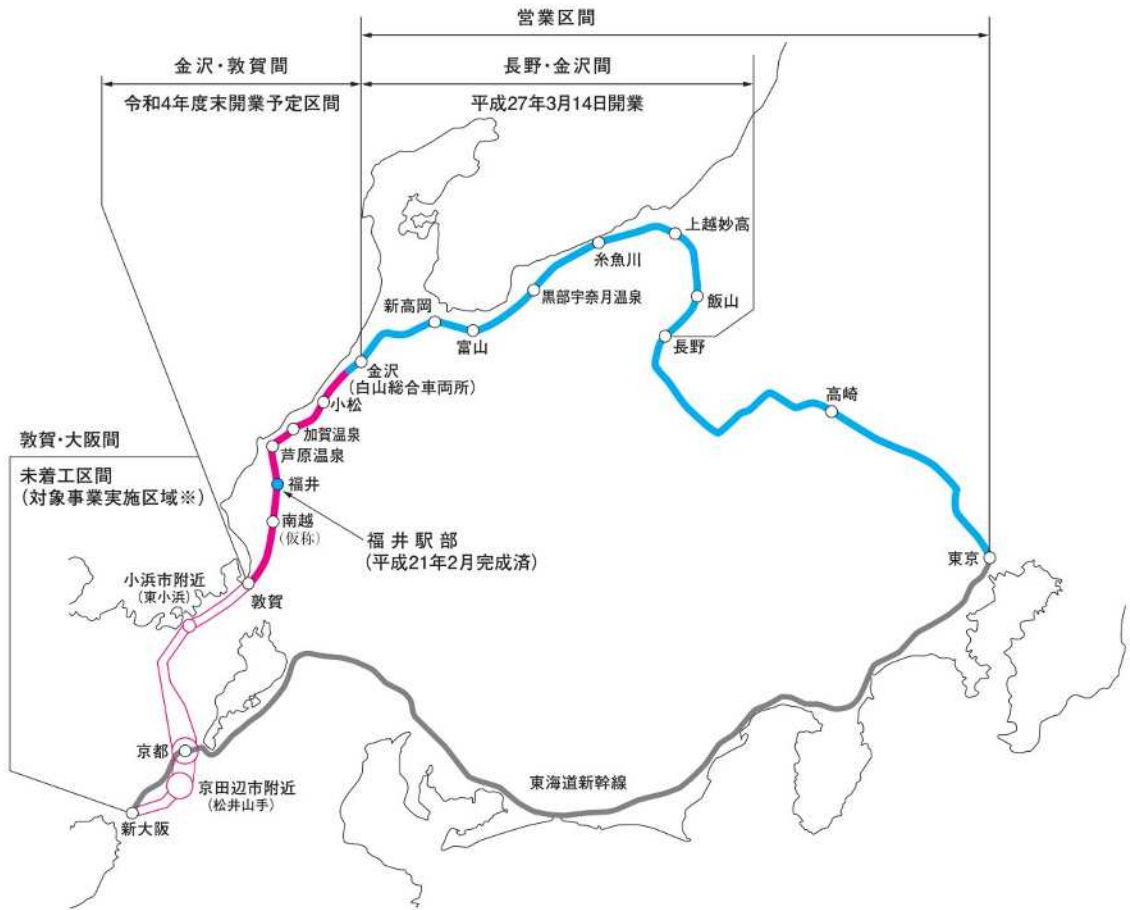 営業区間
金沢・敦賀間
長野・金沢間
令和4年度末開業予定区間
平成27年3月14日開業
上越妙高
糸魚川
黒部宇奈月温泉
飯山
新高岡
富山
長野
金沢
(白山総合車両所)
小松
高崎
加賀温泉
芦原温泉
敦賀・大阪間
未着工区間
(対象事業実施区域※)
福井
南越
(仮称)
福井駅部
(平成21年2月完成済)
東京
小浜市附近
(東小浜)
敦賀
京都
京田辺市附近
(松井山手)
東海道新幹線
新大阪